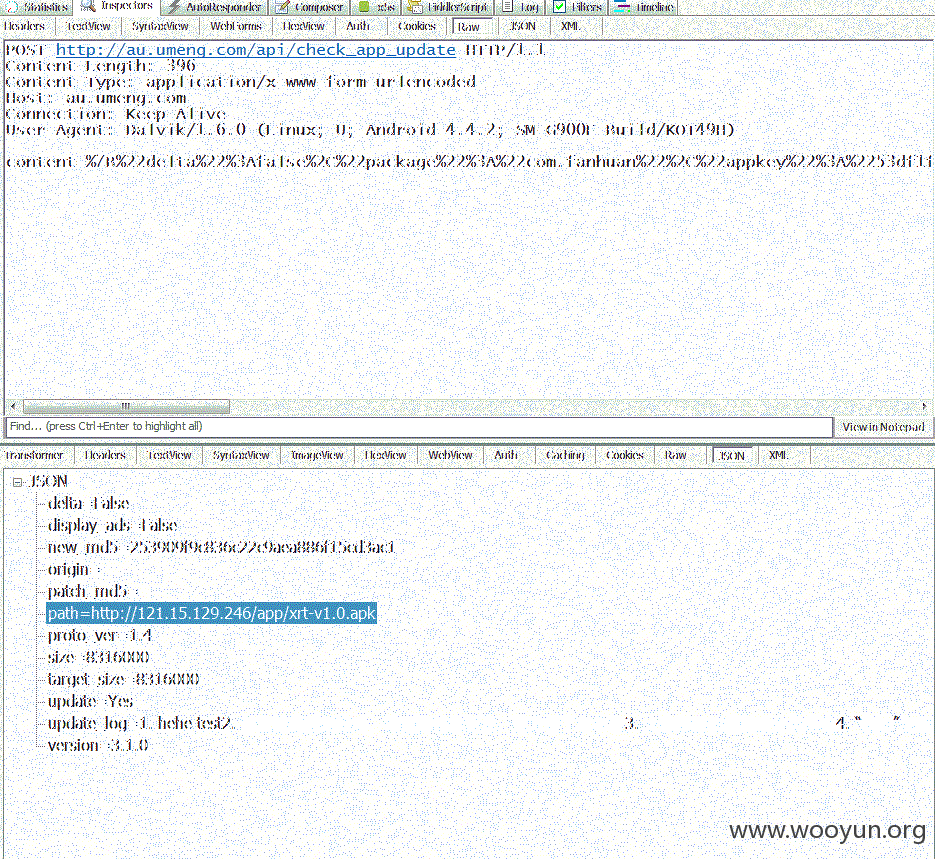 Statistics Inspectors AutoResponder Composer FiddlerScript Log Filters Timeline
Headers TextView SyntaxView WebForms HexView Auth Cookies Raw JSON XML
POST http://au.umeng.com/api/check_app_update HTTP/1.1
Content-Length: 396
Content-Type: application/x-www-form-urlencoded
Host: au.umeng.com
Connection: Keep-Alive
User-Agent: Dalvik/1.6.0 (Linux; U; Android 4.4.2; SM-G900F Build/KOT49H)
content=%7B%22delta%22%3Afalse%2C%22package%22%3A%22com.fanhuan%22%2C%22appkey%22%3A%22
Find... (press Ctrl+Enter to highlight all) View in Notepad
Transformer Headers TextView SyntaxView ImageView HexView WebView Auth Caching Cookies Raw JSON XML
JSON
delta=False
display_ads=False
origin=
patch_md5=
path=http://121.15.129.246/app/xrt-v1.0.apk
proto_ver=1.4
size=8316000
target_size=8316000
update=Yes
update_log=1. hehe test2. 3. 4. “ ”
version=3.1.0
www.wooyun.org